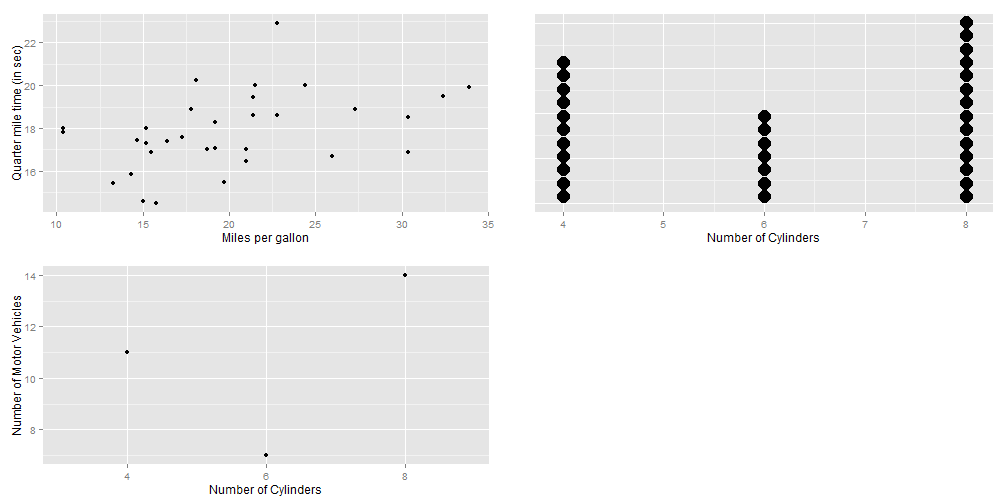 Quarter mile time (in sec)
22
20
18
16
10 15 20 25 30 35
Miles per gallon
4 5 6 7 8
Number of Cylinders
Number of Motor Vehicles
14
12
10
8
4 6 8
Number of Cylinders